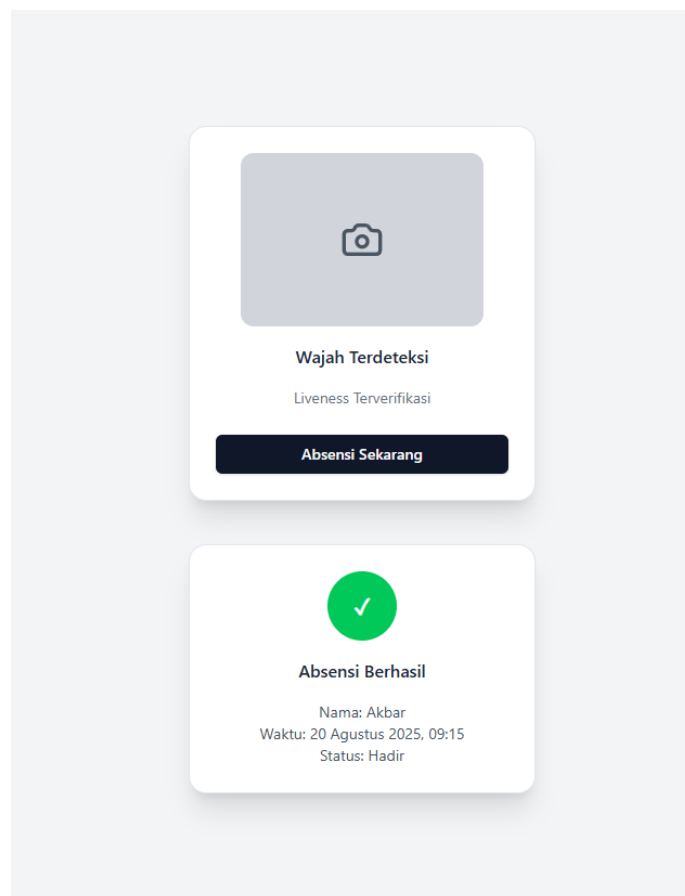 Wajah Terdeteksi
Liveness Terverifikasi
Absensi Sekarang
Absensi Berhasil
Nama: Akbar
Waktu: 20 Agustus 2025, 09:15
Status: Hadir